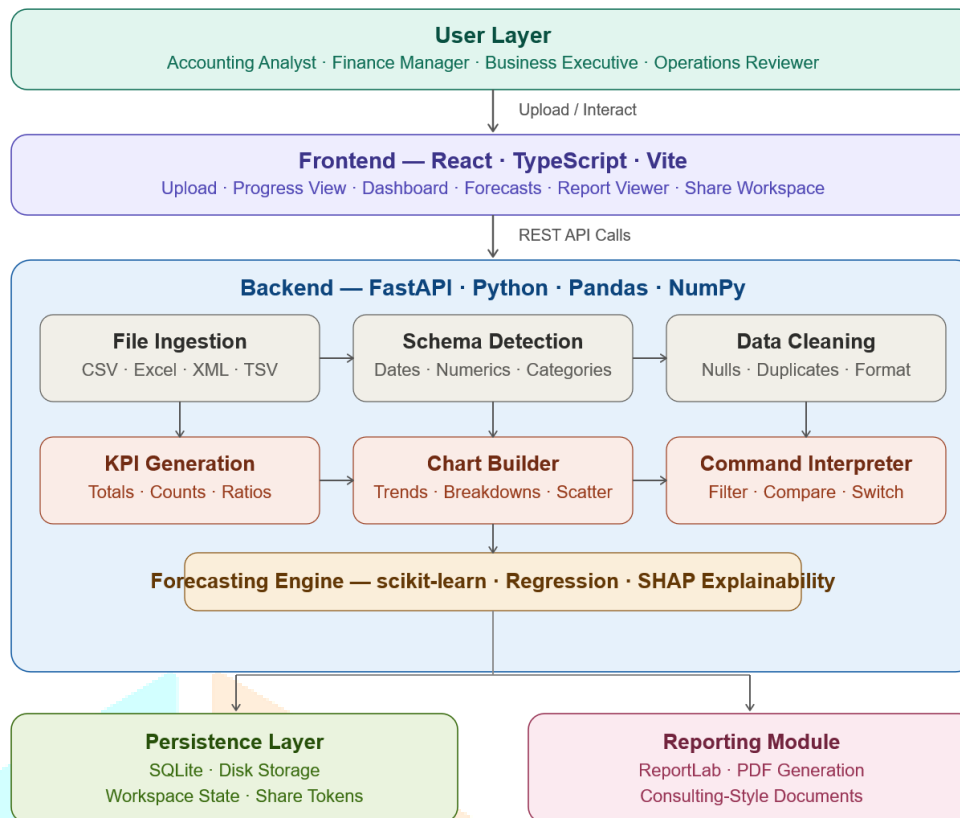 User Layer
Accounting Analyst · Finance Manager · Business Executive · Operations Reviewer
Upload / Interact
Frontend — React · TypeScript · Vite
Upload · Progress View · Dashboard · Forecasts · Report Viewer · Share Workspace
REST API Calls
Backend — FastAPI · Python · Pandas · NumPy
File Ingestion
CSV · Excel · XML · TSV
Schema Detection
Dates · Numerics · Categories
Data Cleaning
Nulls · Duplicates · Format
KPI Generation
Totals · Counts · Ratios
Chart Builder
Trends · Breakdowns · Scatter
Command Interpreter
Filter · Compare · Switch
Forecasting Engine — scikit-learn · Regression · SHAP Explainability
Persistence Layer
SQLite · Disk Storage
Workspace State · Share Tokens
Reporting Module
ReportLab · PDF Generation
Consulting-Style Documents